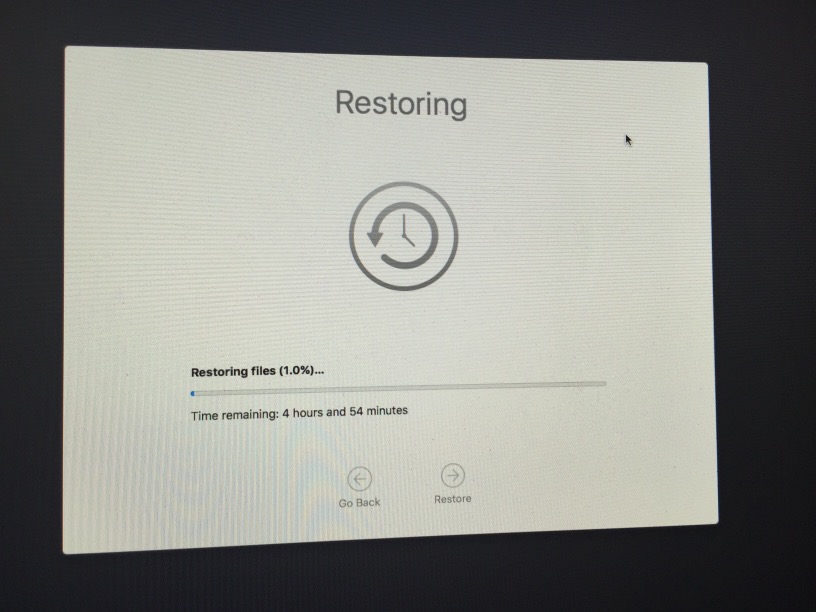 Restoring
Restoring files (1.0%)...
Time remaining: 4 hours and 54 minutes
Go Back
Restore